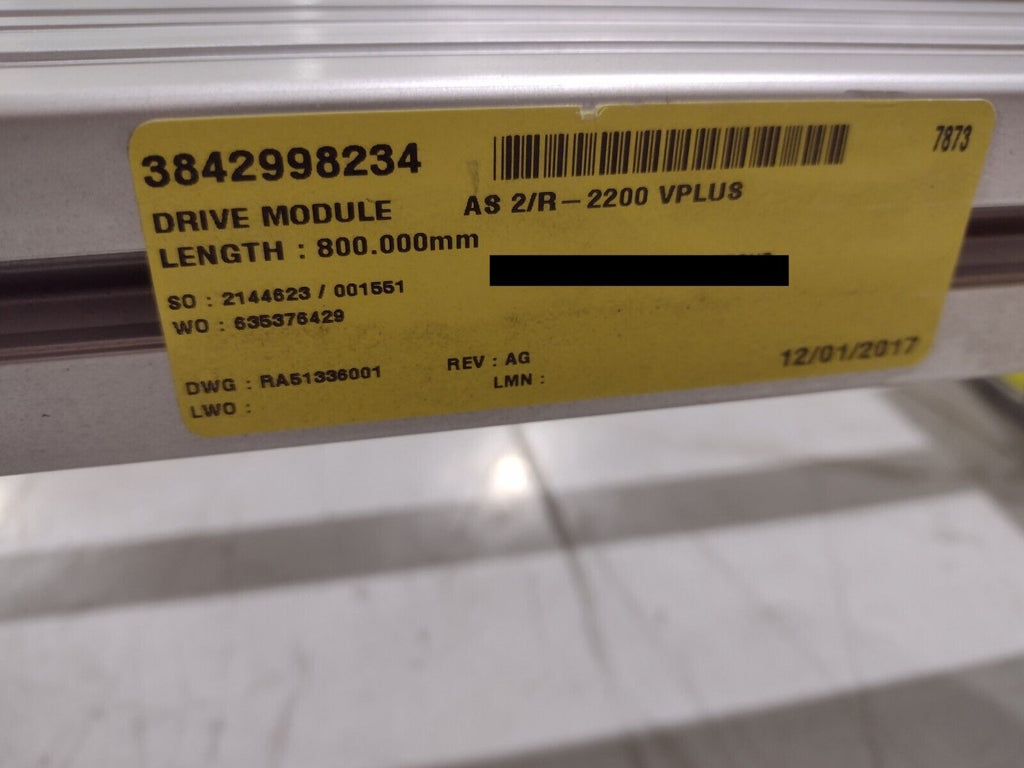 3842998234
7873
DRIVE MODULE AS 2/R-2200 VPLUS
LENGTH : 800.000mm
SO : 2144623 / 001551
WO : 635376429
DWG : RA51336001 REV : AG 12/01/2017
LWO : LMN :